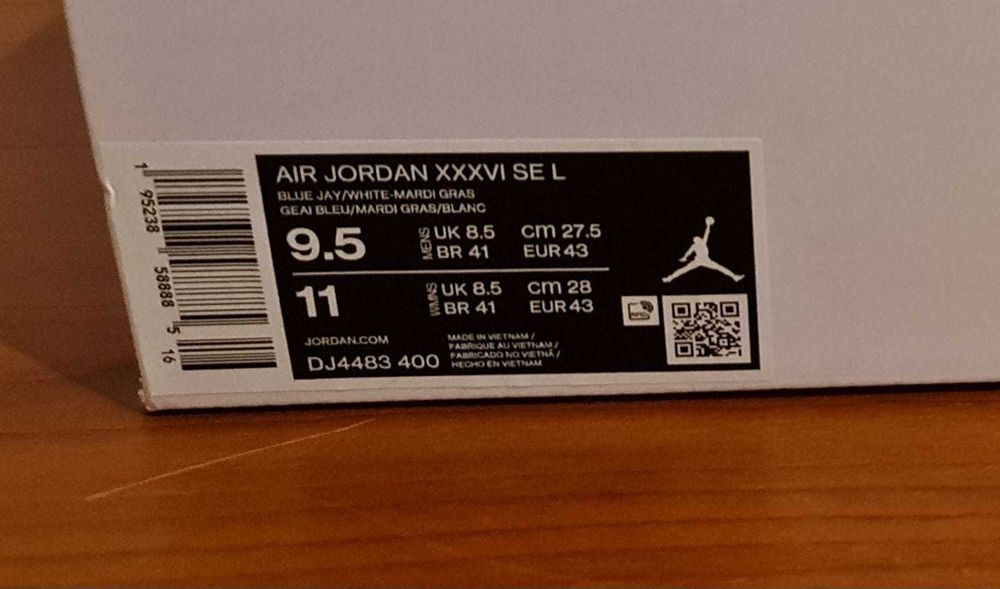 1 95238 58888 5 16
AIR JORDAN XXXVI SE L
BLUE JAY/WHITE-MARDI GRAS
GEAI BLEU/MARDI GRAS/BLANC
9.5 MENS UK 8.5 cm 27.5
BR 41 EUR 43
11 WMNS UK 8.5 cm 28
BR 41 EUR 43
JORDAN.COM
DJ4483 400
MADE IN VIETNAM /
FABRIQUE AU VIETNAM /
FABRICADO NO VIETNÃ /
HECHO EN VIETNAM